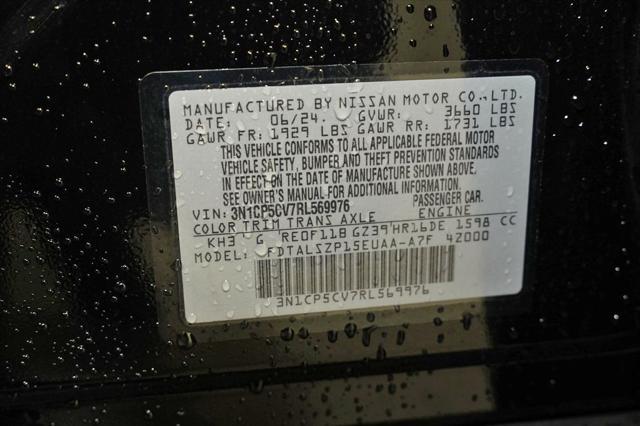 MANUFACTURED BY NISSAN MOTOR CO.,LTD.
DATE: 06/24. GVWR: 3660 LBS
GAWR FR: 1929 LBS GAWR RR: 1731 LBS
THIS VEHICLE CONFORMS TO ALL APPLICABLE FEDERAL MOTOR
VEHICLE SAFETY, BUMPER, AND THEFT PREVENTION STANDARDS
IN EFFECT ON THE DATE OF MANUFACTURE SHOWN ABOVE.
SEE OWNER'S MANUAL FOR ADDITIONAL INFORMATION.
VIN: 3N1CP5CV7RL569976 PASSENGER CAR.
COLOR TRIM TRANS AXLE ENGINE
KH3 G RE0F11B GZ39 HR16DE 1598 CC
MODEL: FDTALSZP15EUAA-A7F 42000
3N1CP5CV7RL569976